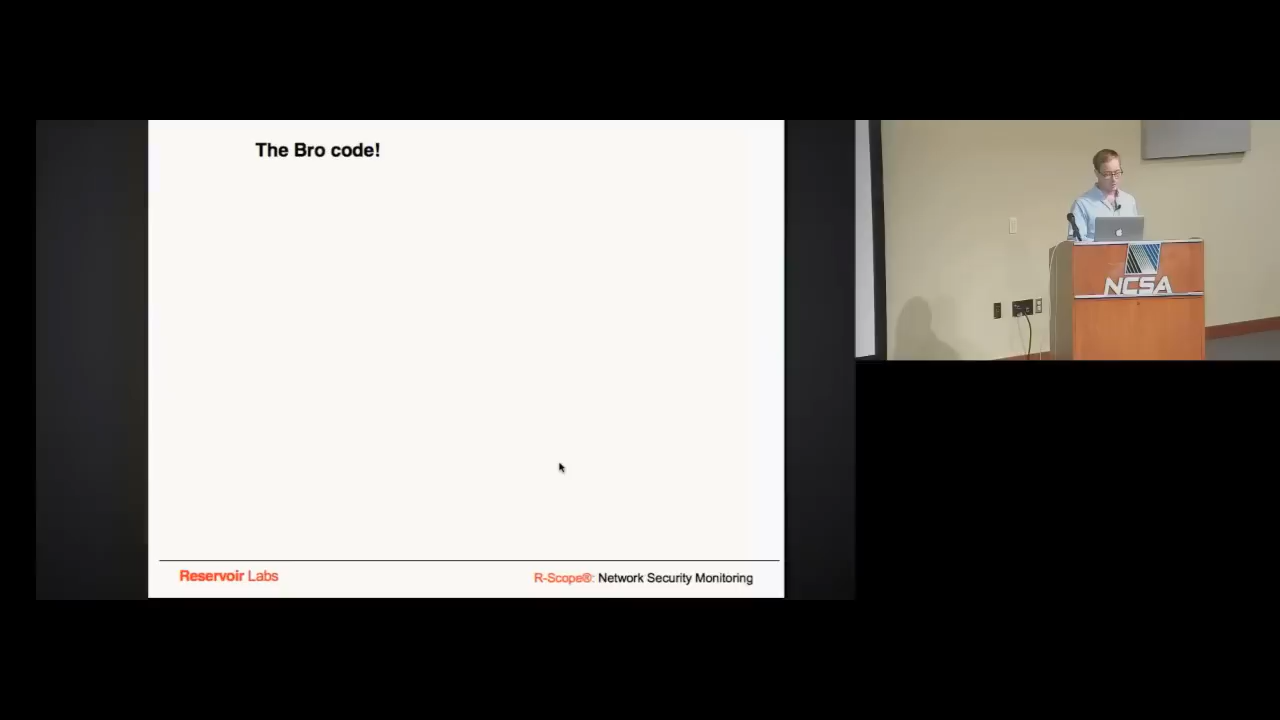 The Bro code!
Reservoir Labs
R-Scope®: Network Security Monitoring
NCSA